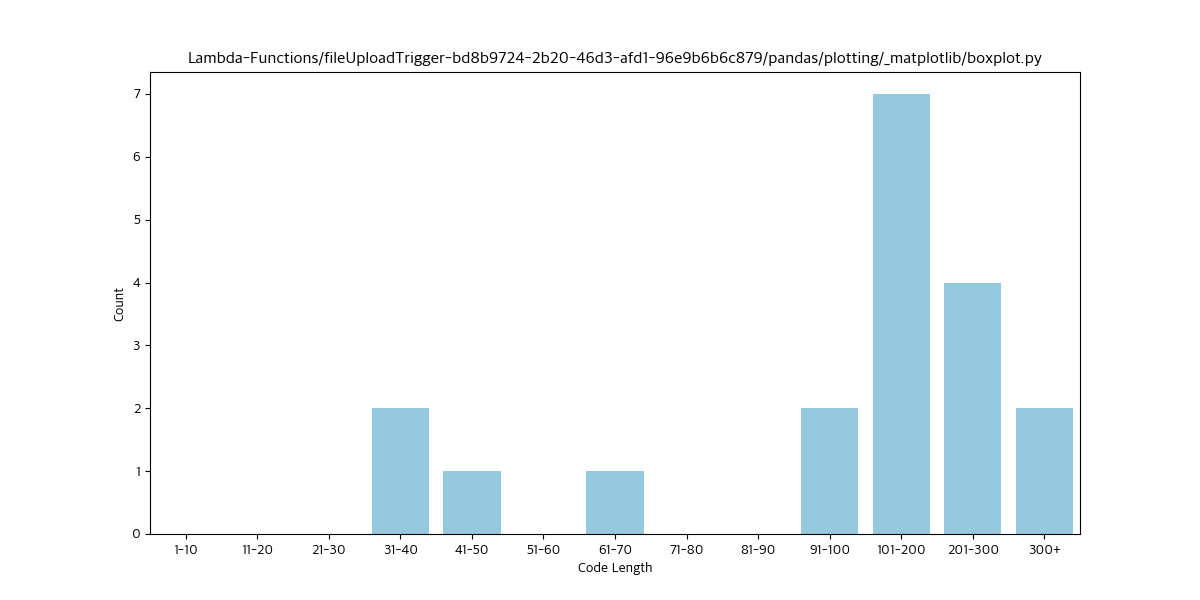 Lambda-Functions/fileUploadTrigger-bd8b9724-2b20-46d3-afd1-96e9b6b6c879/pandas/plotting/_matplotlib/boxplot.py
7
6
5
4
3
2
1
0
Count
1-10 11-20 21-30 31-40 41-50 51-60 61-70 71-80 81-90 91-100 101-200 201-300 300+
Code Length